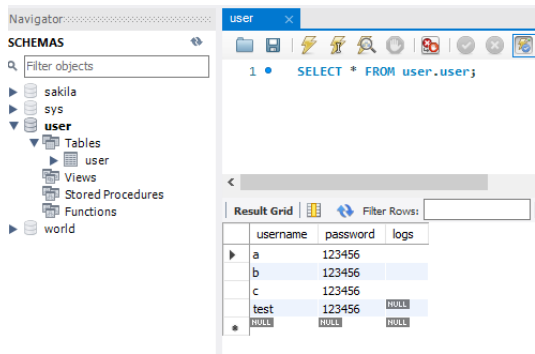 Navigator
SCHEMAS
Filter objects
sakila
sys
user
Tables
user
Views
Stored Procedures
Functions
world
user
1 SELECT * FROM user.user;
Result Grid Filter Rows:
username password logs
a 123456
b 123456
c 123456
test 123456 NULL
NULL NULL NULL